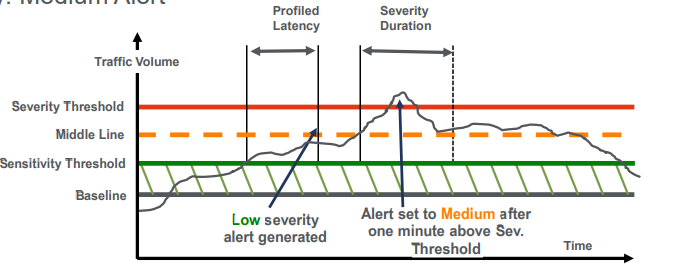 y: Medium Alert
Profiled
Latency
Severity
Duration
Traffic Volume
Severity Threshold
Middle Line
Sensitivity Threshold
Baseline
Low severity
alert generated
Alert set to Medium after
one minute above Sev.
Threshold
Time